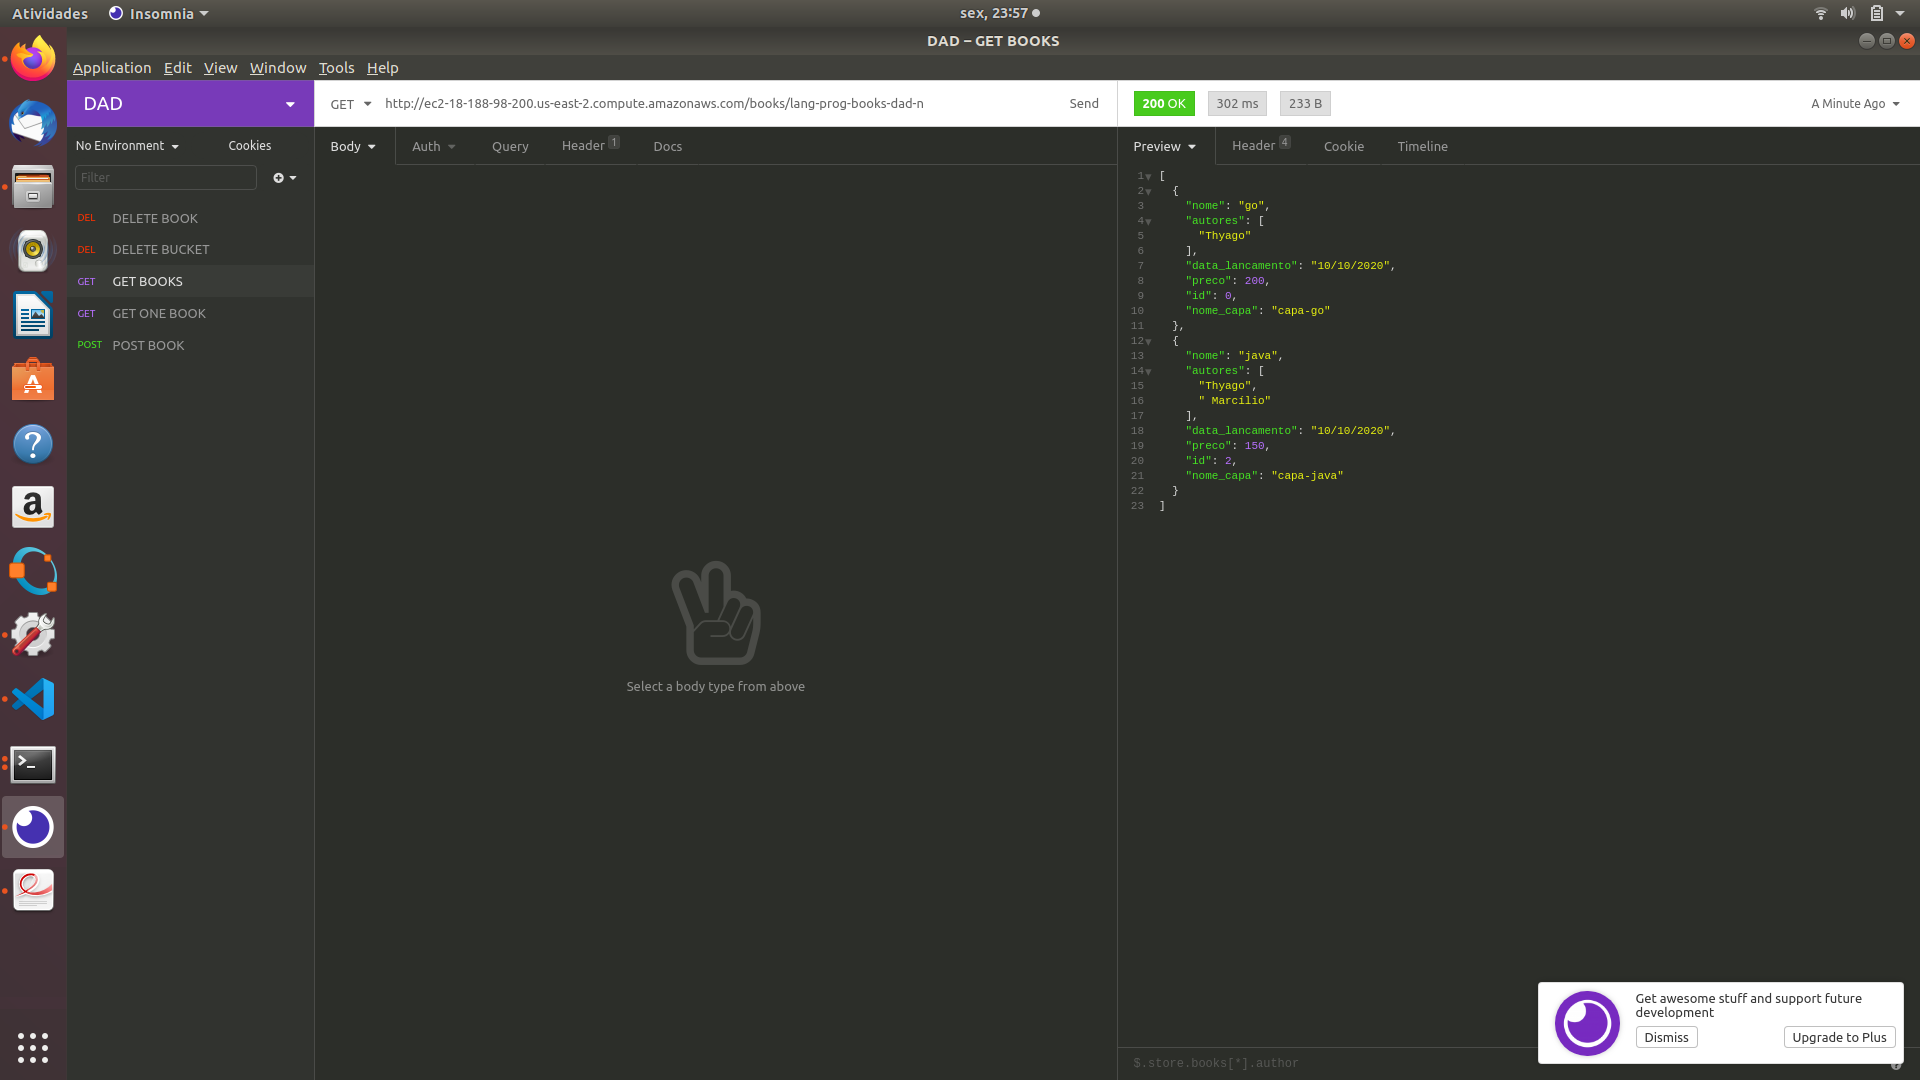 Atividades
Insomnia
sex, 23:57
DAD – GET BOOKS
Application Edit View Window Tools Help
DAD
GET http://ec2-18-188-98-200.us-east-2.compute.amazonaws.com/books/lang-prog-books-dad-n Send
200 OK 302 ms 233 B A Minute Ago
No Environment Cookies
Body Auth Query Header 1 Docs
Preview Header 4 Cookie Timeline
Filter
DEL DELETE BOOK
DEL DELETE BUCKET
GET GET BOOKS
GET GET ONE BOOK
POST POST BOOK
Select a body type from above
1 [
2 {
3 "nome": "go",
4 "autores": [
5 "Thyago"
6 ],
7 "data_lancamento": "10/10/2020",
8 "preco": 200,
9 "id": 0,
10 "nome_capa": "capa-go"
11 },
12 {
13 "nome": "java",
14 "autores": [
15 "Thyago",
16 " Marcílio"
17 ],
18 "data_lancamento": "10/10/2020",
19 "preco": 150,
20 "id": 2,
21 "nome_capa": "capa-java"
22 }
23 ]
Get awesome stuff and support future
development
Dismiss Upgrade to Plus
$.store.books[*].author